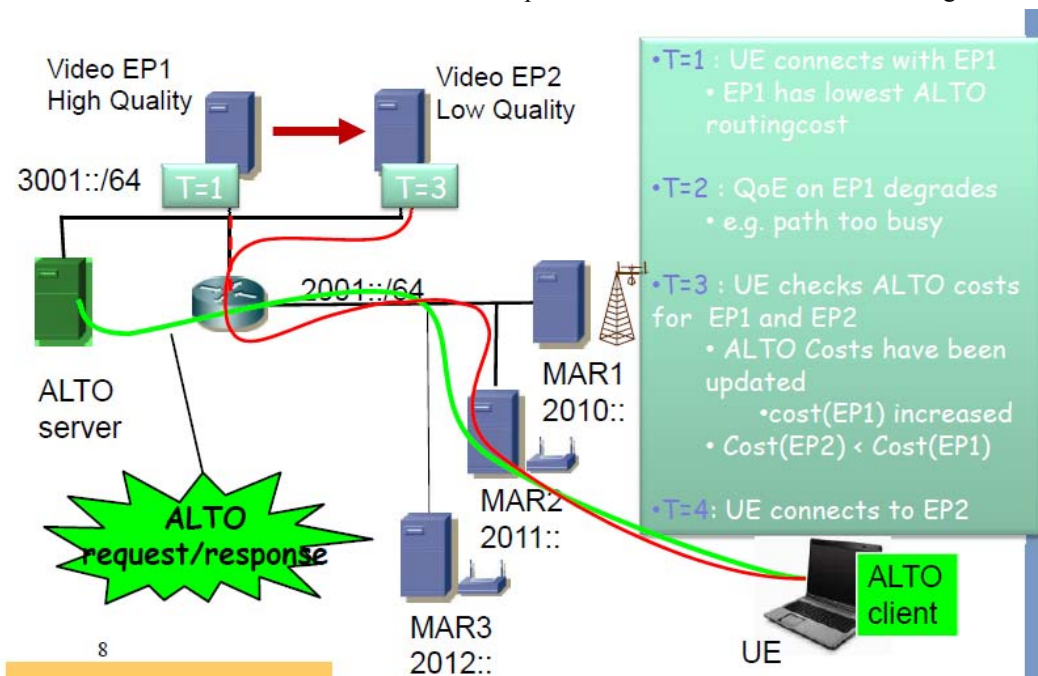 Video EP1
High Quality
Video EP2
Low Quality
3001::/64
T=1
T=3
2001::/64
ALTO
server
MAR1
2010::
MAR2
2011::
MAR3
2012::
ALTO
request/response
UE
ALTO
client
•T=1 : UE connects with EP1
• EP1 has lowest ALTO
routingcost
•T=2 : QoE on EP1 degrades
• e.g. path too busy
•T=3 : UE checks ALTO costs
for EP1 and EP2
• ALTO Costs have been
updated
•cost(EP1) increased
• Cost(EP2) < Cost(EP1)
•T=4: UE connects to EP2
8